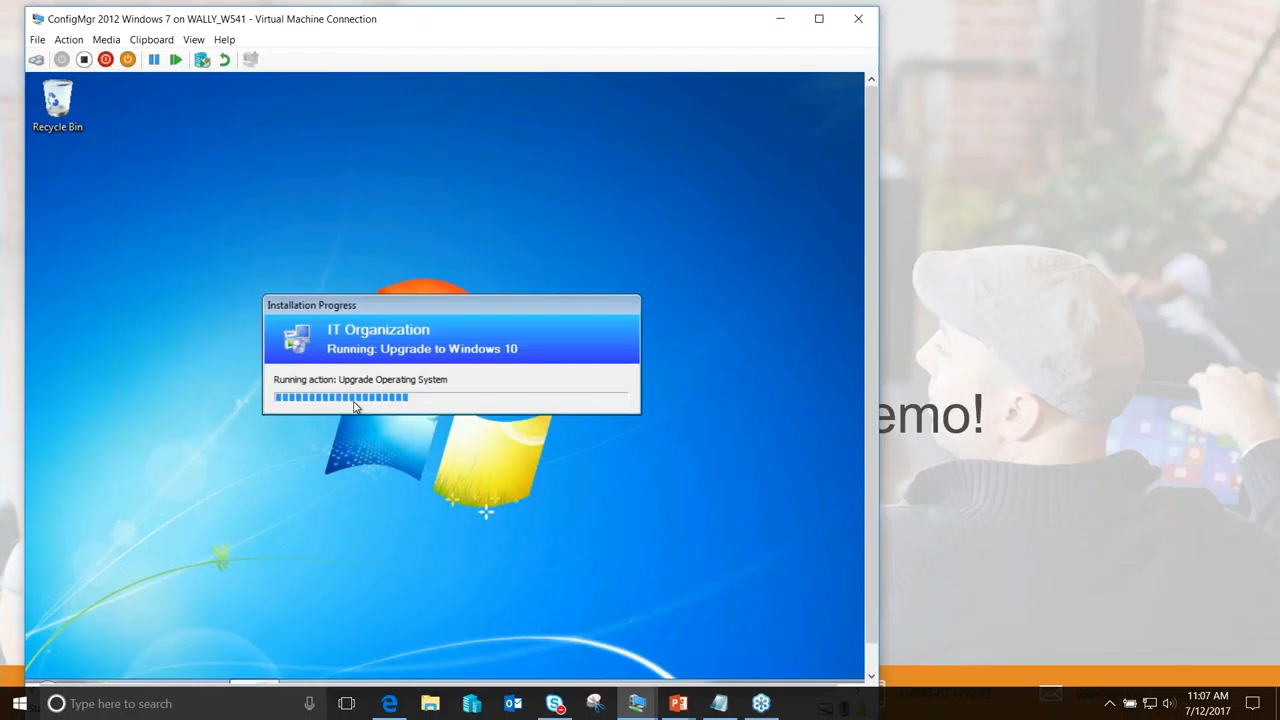 ConfigMgr 2012 Windows 7 on WALLY_W541 - Virtual Machine Connection
File Action Media Clipboard View Help
Recycle Bin
Installation Progress
IT Organization
Running: Upgrade to Windows 10
Running action: Upgrade Operating System
emo!
Type here to search
11:07 AM
7/12/2017